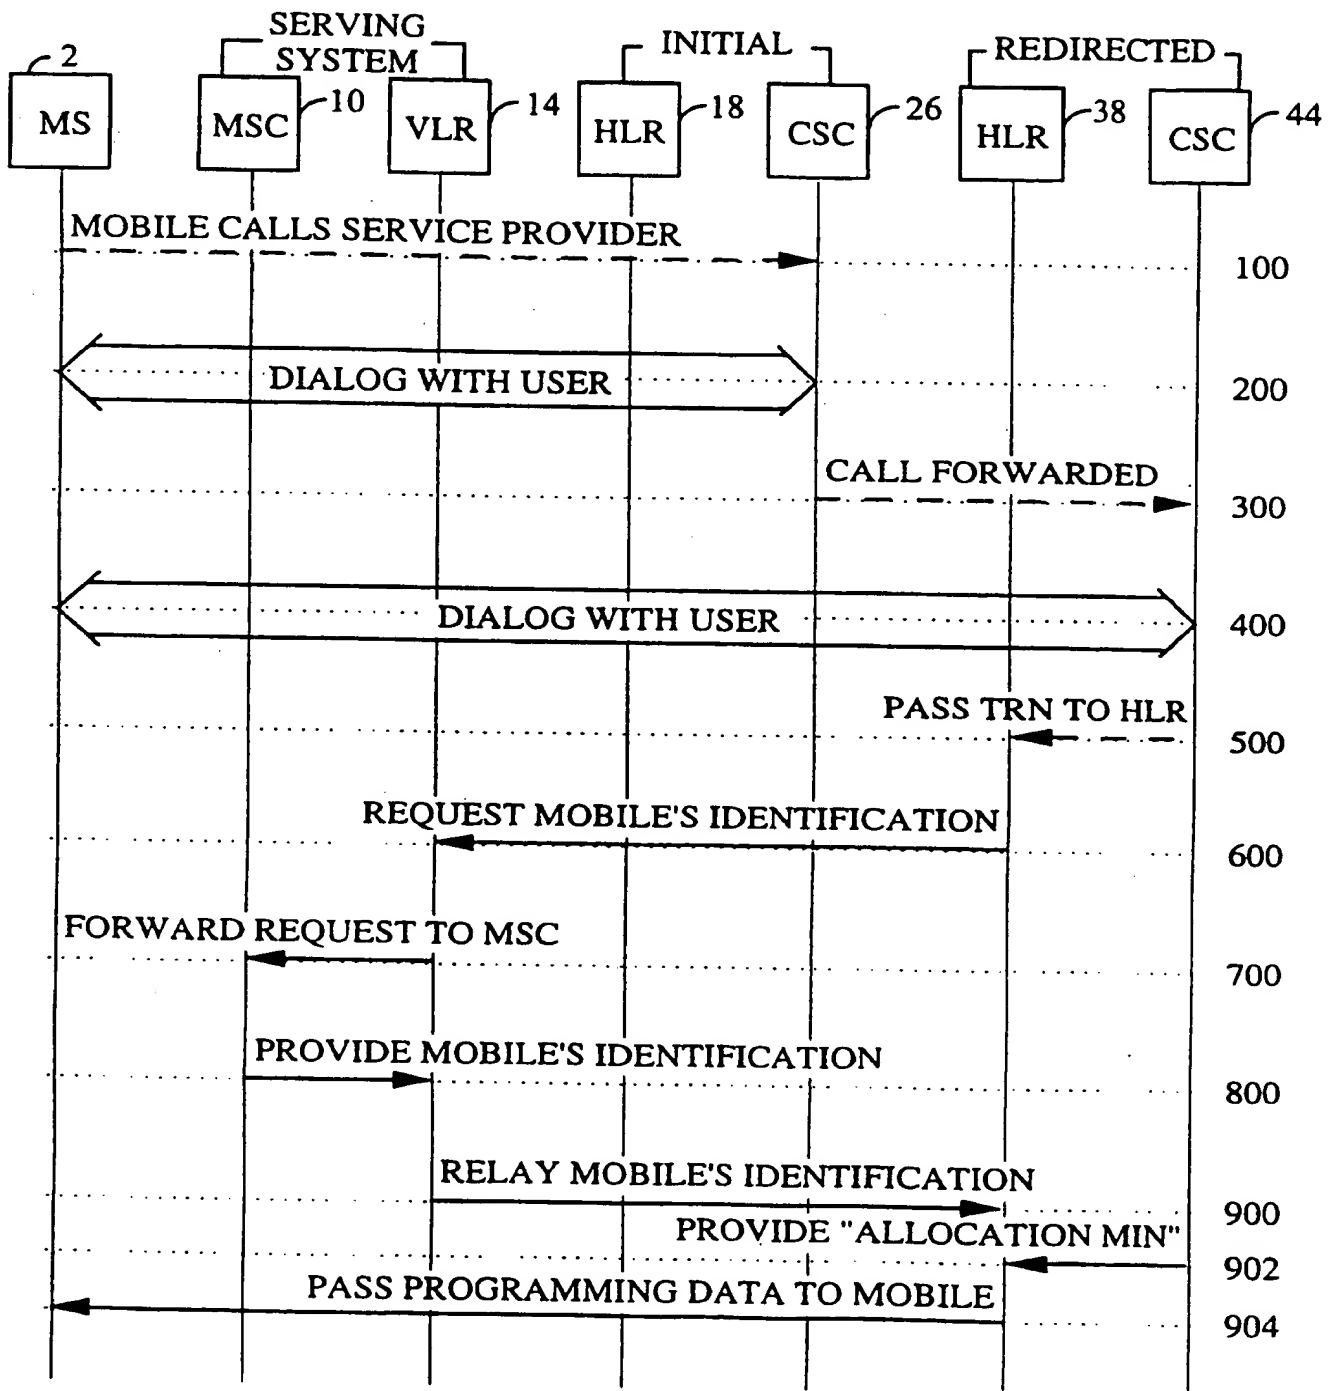 SERVING
SYSTEM
INITIAL
REDIRECTED
2
10
14
18
26
38
44
MS
MSC
VLR
HLR
CSC
HLR
CSC
MOBILE CALLS SERVICE PROVIDER
100
DIALOG WITH USER
200
CALL FORWARDED
300
DIALOG WITH USER
400
PASS TRN TO HLR
500
REQUEST MOBILE'S IDENTIFICATION
600
FORWARD REQUEST TO MSC
700
PROVIDE MOBILE'S IDENTIFICATION
800
RELAY MOBILE'S IDENTIFICATION
900
PROVIDE "ALLOCATION MIN"
902
PASS PROGRAMMING DATA TO MOBILE
904